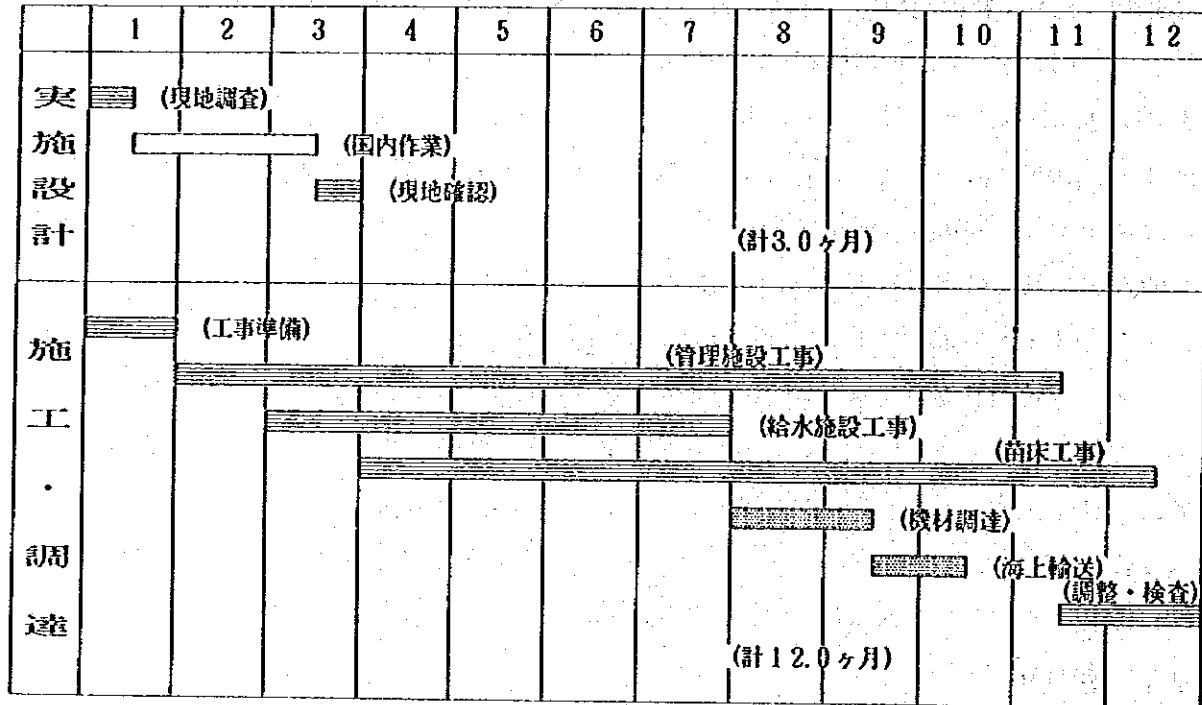 1 2 3 4 5 6 7 8 9 10 11 12
実施設計
(現地調査)
(国内作業)
(現地確認)
(計3.0ヶ月)
施工・調達
(工事準備)
(管理施設工事)
(給水施設工事)
(苗床工事)
(機材調達)
(海上輸送)
(調整・検査)
(計12.0ヶ月)